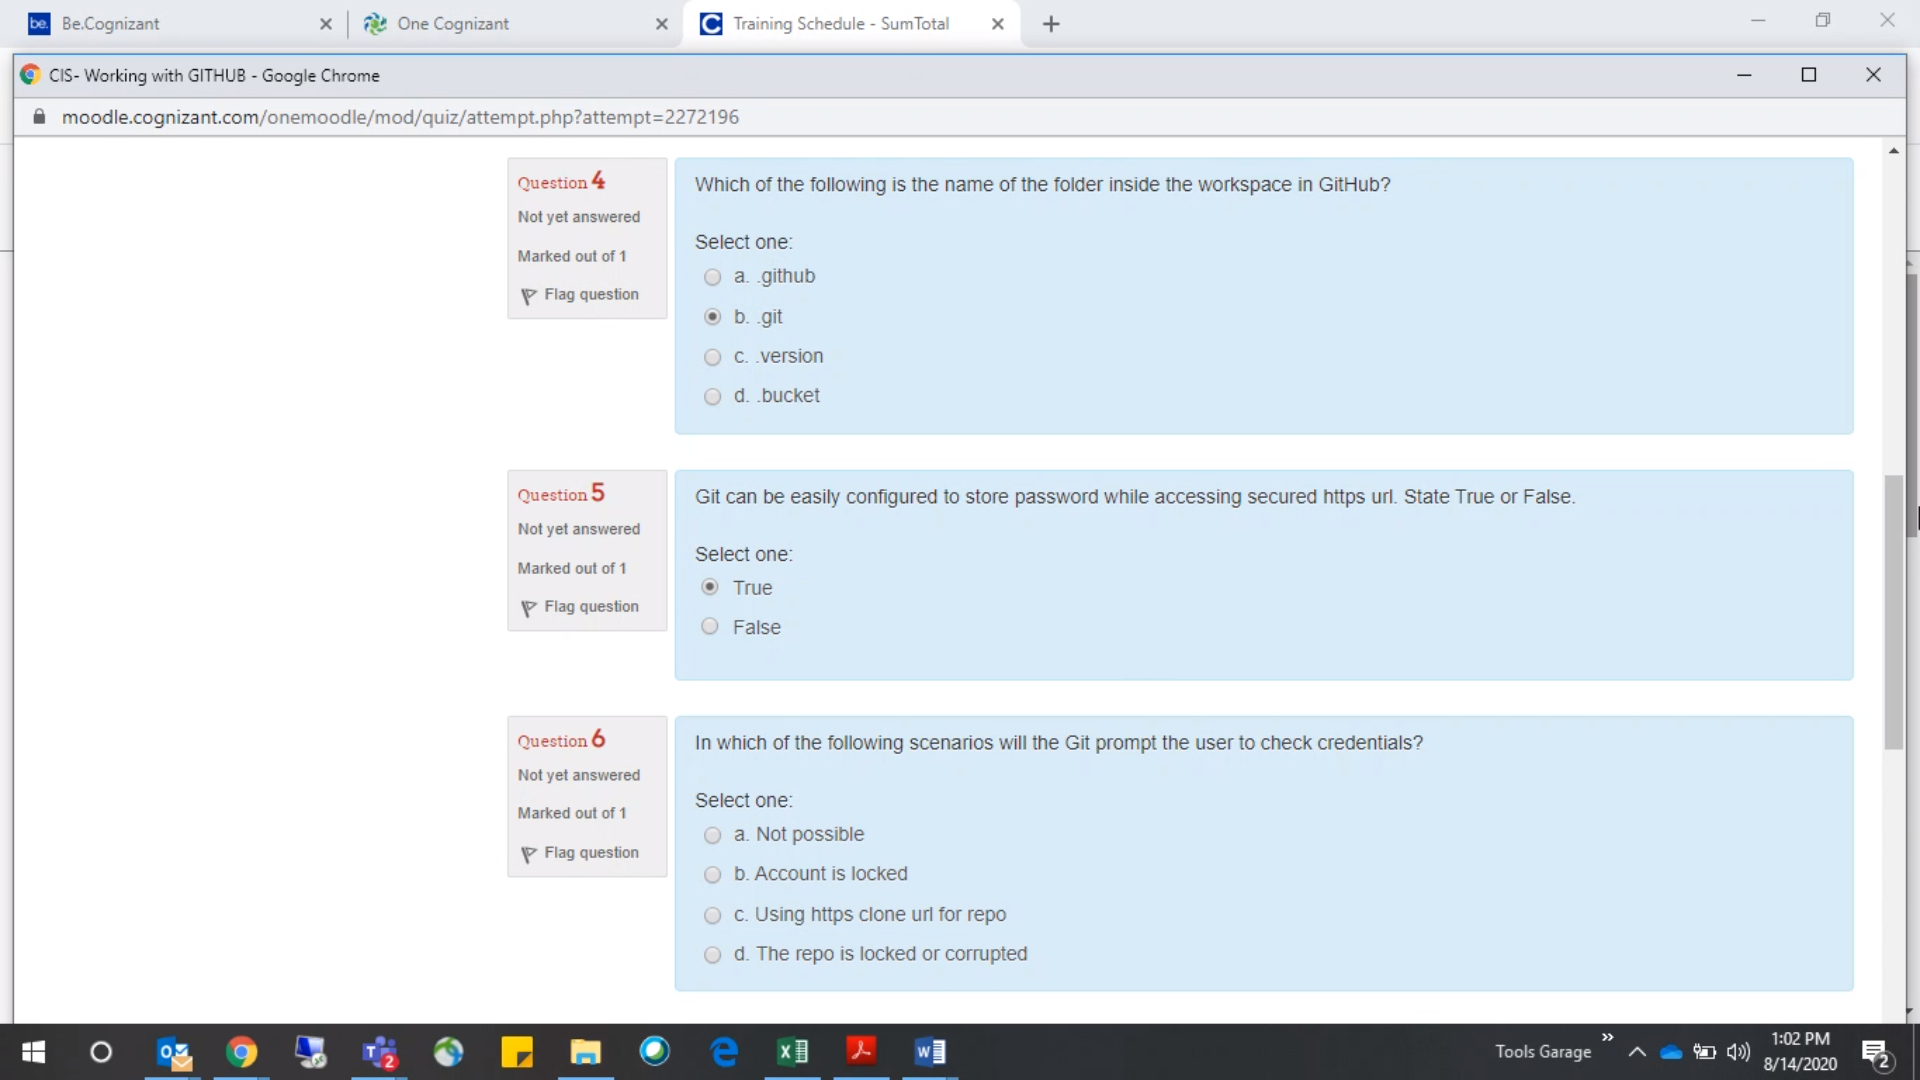 be. Be.Cognizant
One Cognizant
Training Schedule - SumTotal
CIS- Working with GITHUB - Google Chrome
moodle.cognizant.com/onemoodle/mod/quiz/attempt.php?attempt=2272196
Question 4
Not yet answered
Marked out of 1
Flag question
Which of the following is the name of the folder inside the workspace in GitHub?
Select one:
a. .github
b. .git
c. .version
d. .bucket
Question 5
Not yet answered
Marked out of 1
Flag question
Git can be easily configured to store password while accessing secured https url. State True or False.
Select one:
True
False
Question 6
Not yet answered
Marked out of 1
Flag question
In which of the following scenarios will the Git prompt the user to check credentials?
Select one:
a. Not possible
b. Account is locked
c. Using https clone url for repo
d. The repo is locked or corrupted
Tools Garage
1:02 PM
8/14/2020
2